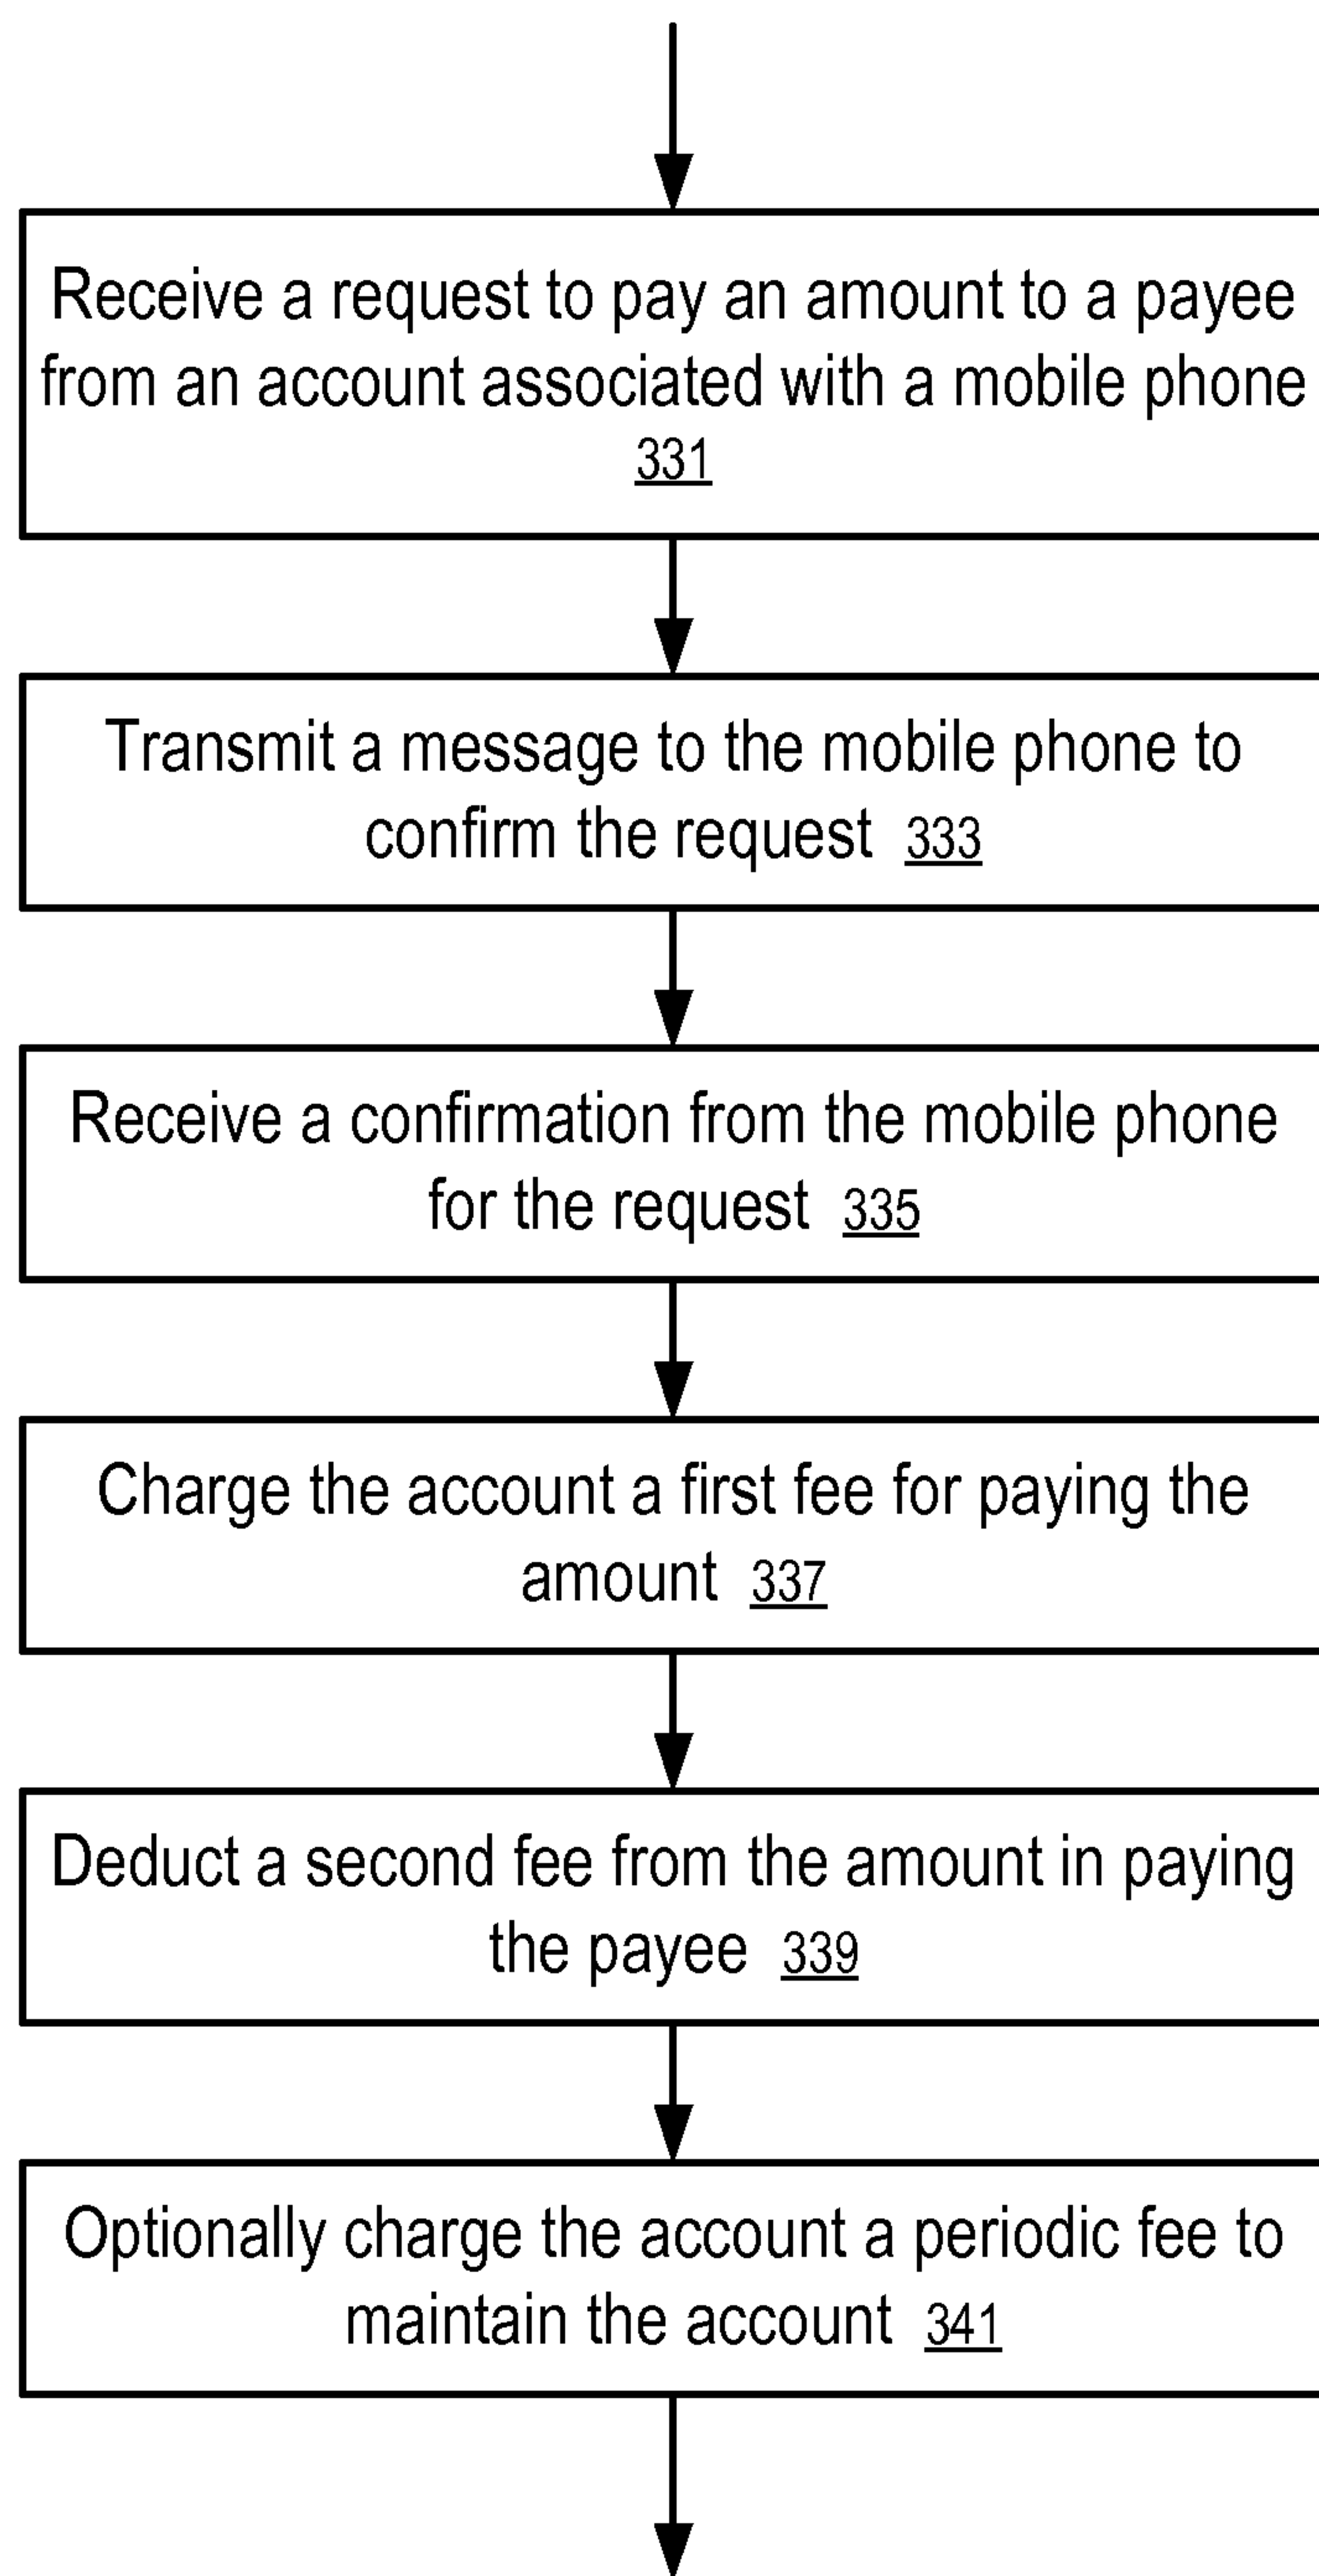 Receive a request to pay an amount to a payee
from an account associated with a mobile phone
331
Transmit a message to the mobile phone to
confirm the request 333
Receive a confirmation from the mobile phone
for the request 335
Charge the account a first fee for paying the
amount 337
Deduct a second fee from the amount in paying
the payee 339
Optionally charge the account a periodic fee to
maintain the account 341